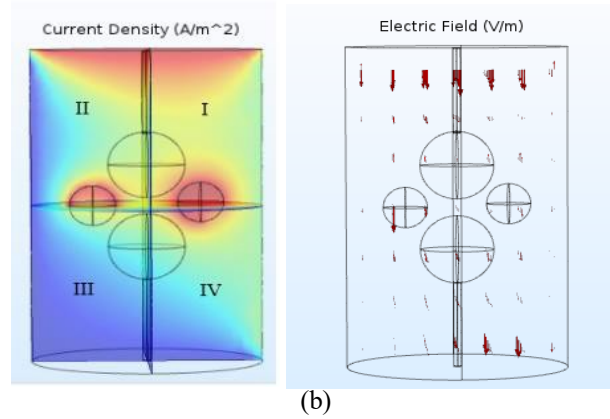 Current Density (A/m^2)
Electric Field (V/m)
II
I
III
IV
(b)